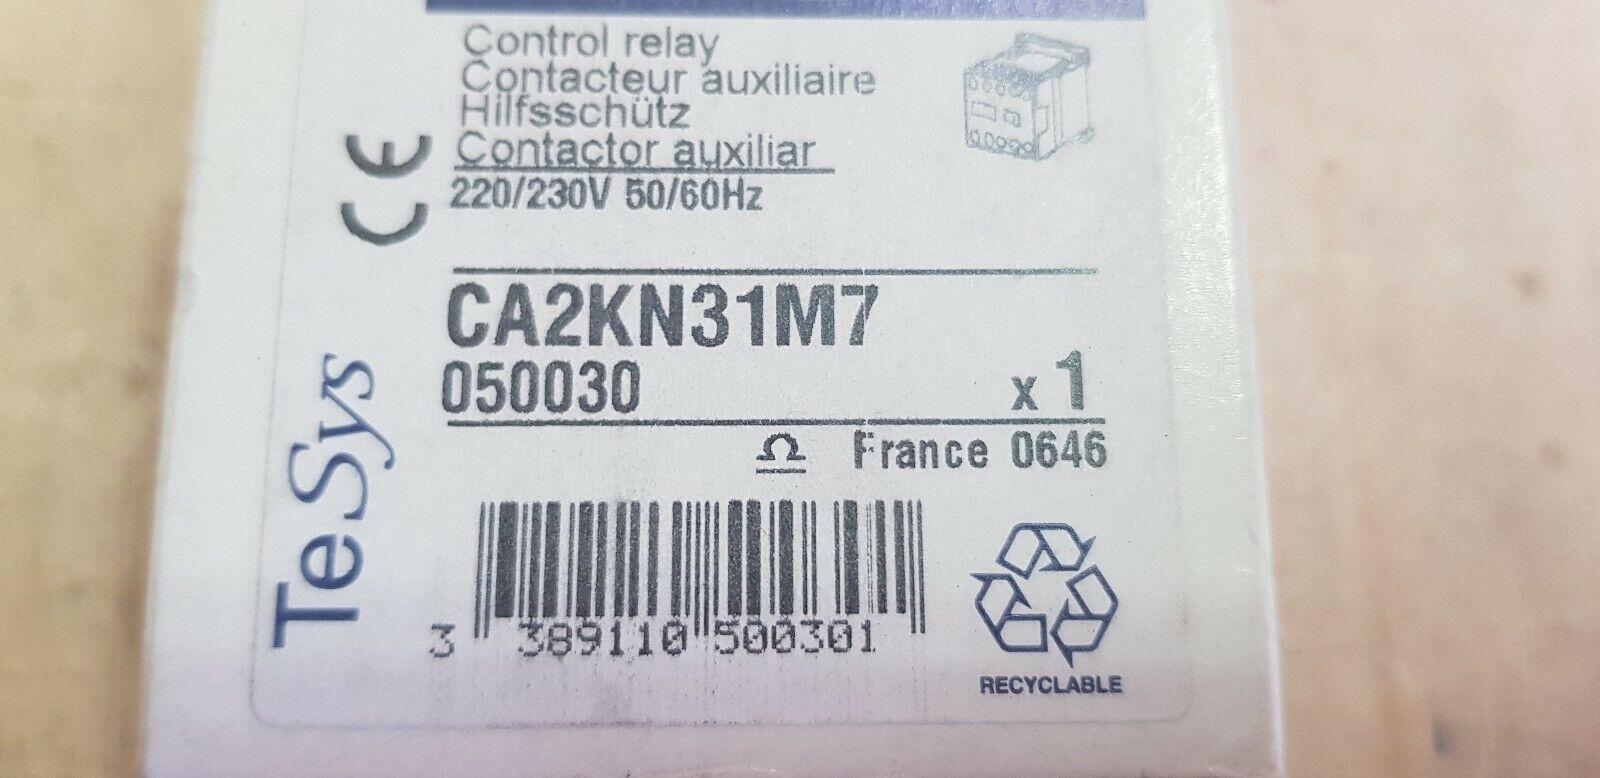 Control relay
Contacteur auxiliaire
Hilfsschütz
Contactor auxiliar
CE
220/230V 50/60Hz
CA2KN31M7
050030 x 1
France 0646
TeSys
3 389110 500301
RECYCLABLE